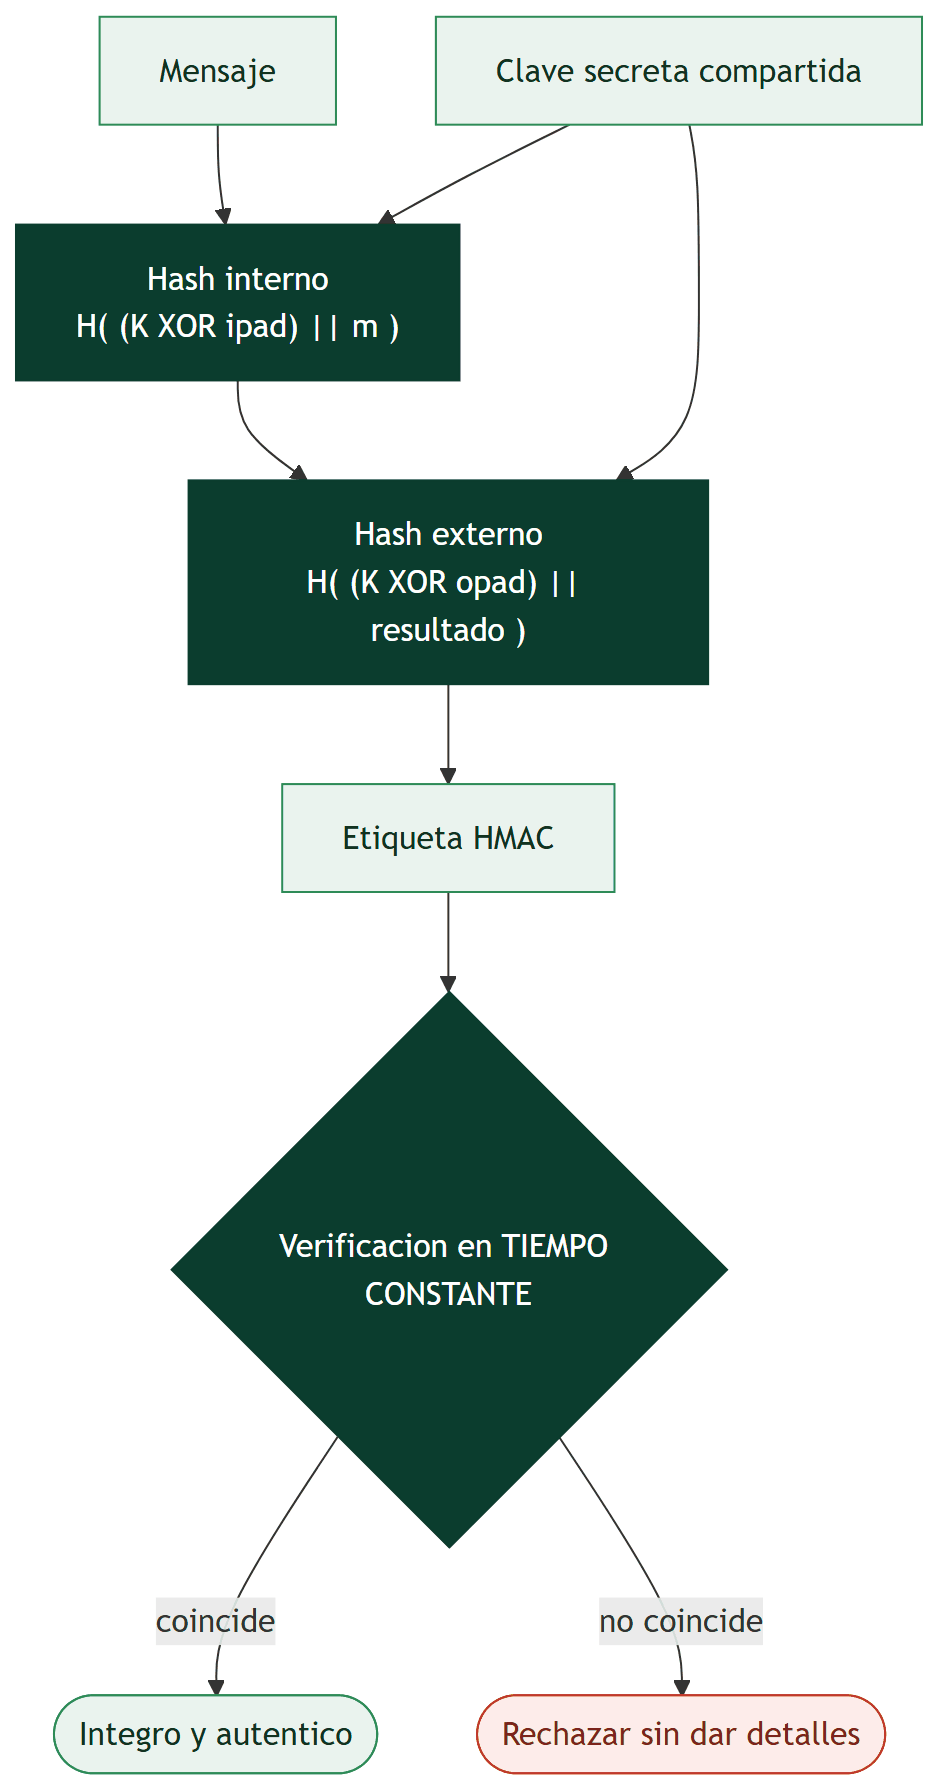 Mensaje
Clave secreta compartida
Hash interno
H( (K XOR ipad) || m )
Hash externo
H( (K XOR opad) ||
resultado )
Etiqueta HMAC
Verificacion en TIEMPO
CONSTANTE
coincide
no coincide
Integro y autentico
Rechazar sin dar detalles